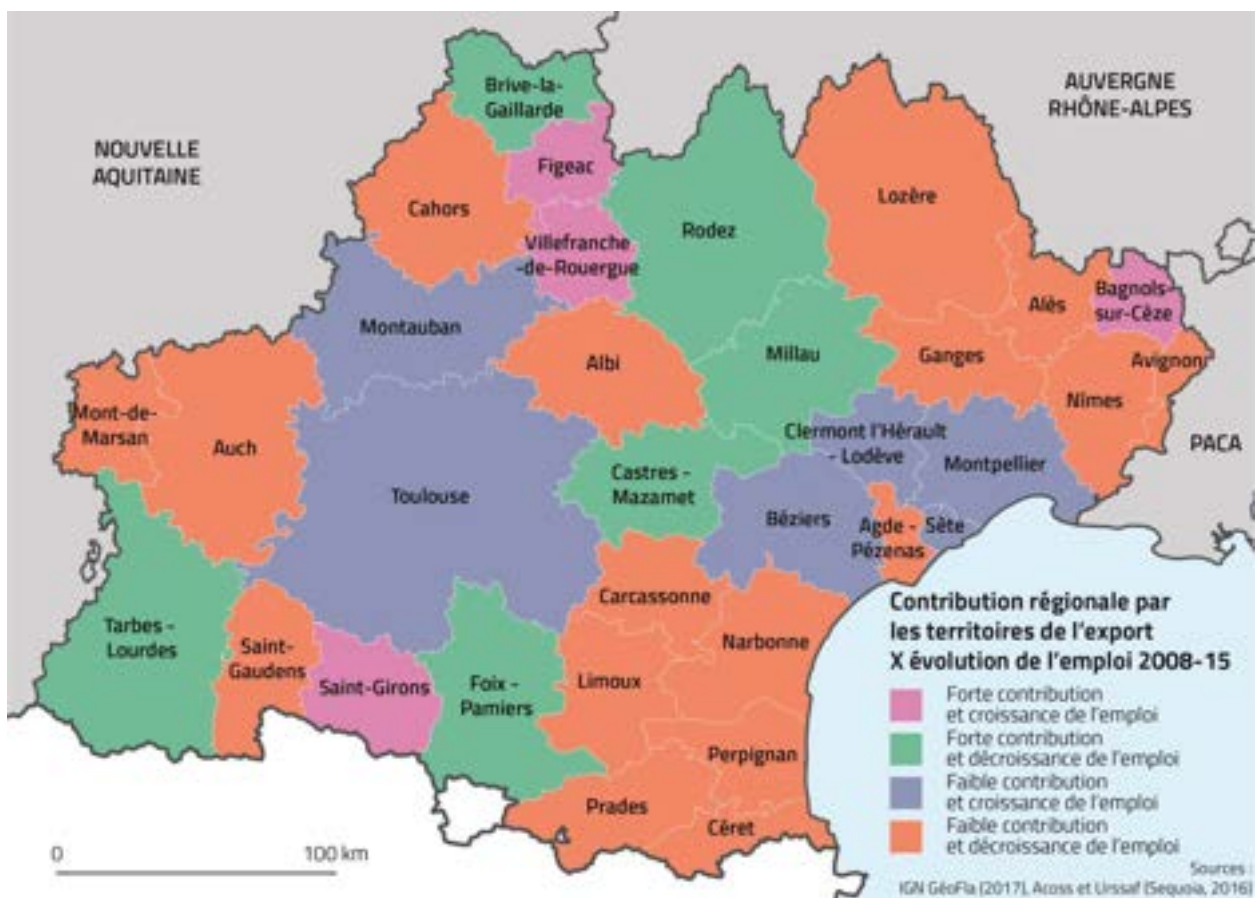 Brive-la-
Gaillarde
AUVERGNE
RHÔNE-ALPES
NOUVELLE
AQUITAINE
Figeac
Cahors
Lozère
Rodez
Villefranche
-de-Rouergue
Alès
Bagnols-
sur-Cèze
Montauban
Albi
Millau
Ganges
Avignon
Nîmes
Mont-de-
Marsan
Auch
Clermont l'Hérault
- Lodève
Montpellier
PACA
Toulouse
Castres -
Mazamet
Béziers
Agde -
Pézenas
Sète
Carcassonne
Narbonne
Tarbes -
Lourdes
Saint-
Gaudens
Saint-Girons
Foix -
Pamiers
Limoux
Perpignan
Prades
Céret
Contribution régionale par
les territoires de l'export
X évolution de l'emploi 2008-15
Forte contribution
et croissance de l'emploi
Forte contribution
et décroissance de l'emploi
Faible contribution
et croissance de l'emploi
Faible contribution
et décroissance de l'emploi
0 100 km
Sources :
IGN GéoFla (2017), Acoss et Urssaf (Sequoia, 2016)